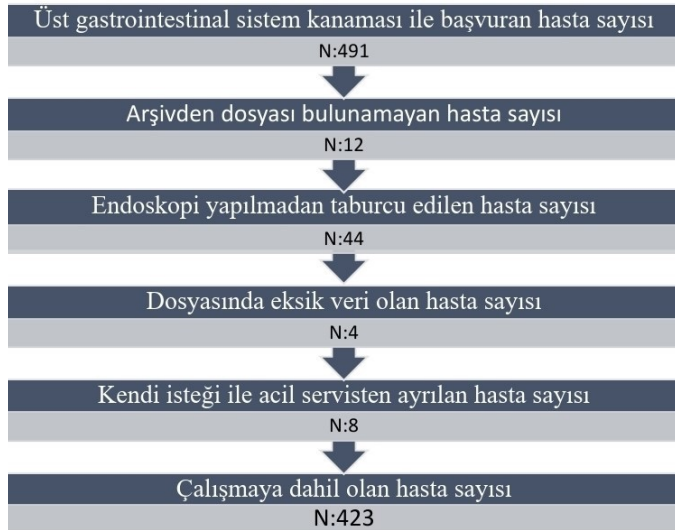 Üst gastrointestinal sistem kanaması ile başvuran hasta sayısı
N:491
Arşivden dosyası bulunamayan hasta sayısı
N:12
Endoskopi yapılmadan taburcu edilen hasta sayısı
N:44
Dosyasında eksik veri olan hasta sayısı
N:4
Kendi isteği ile acil servisten ayrılan hasta sayısı
N:8
Çalışmaya dahil olan hasta sayısı
N:423